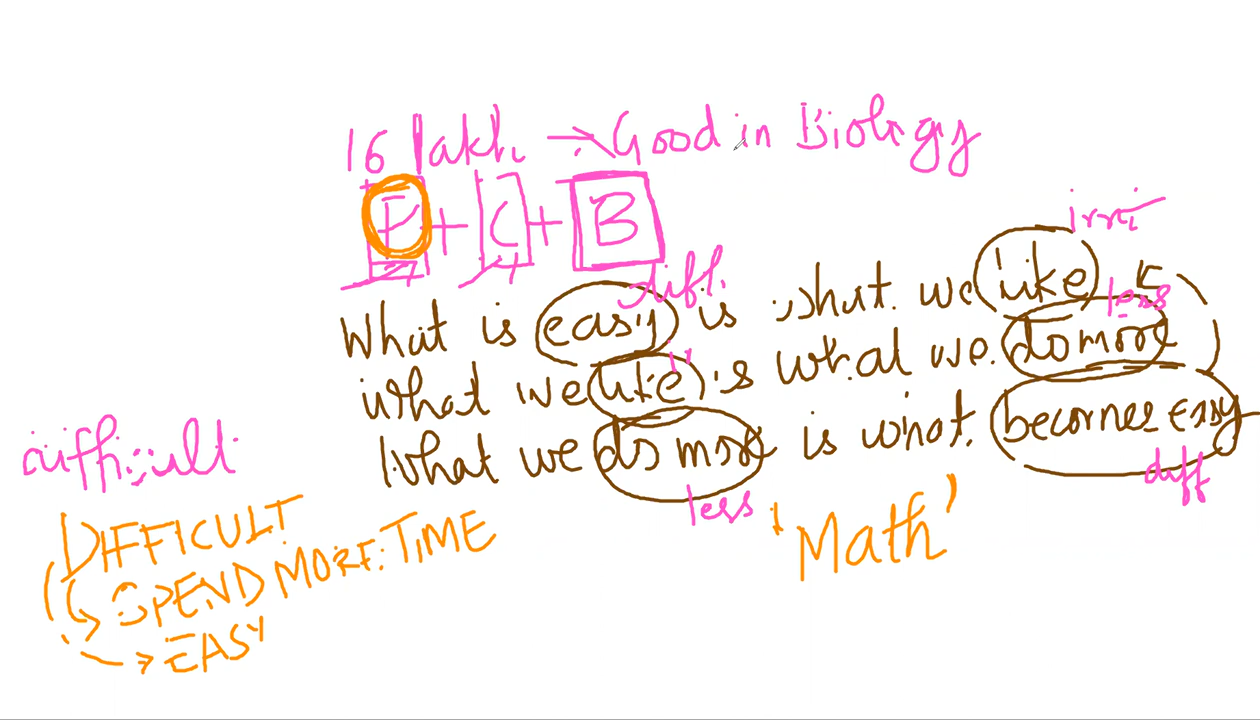 16 lakh → Good in Biology
P + C + B
irri
diff.
What is easy is what we like
less
what we like is what we do more
What we do more is what becomes Easy
difficult
diff
less
'Math'
DIFFICULT
SPEND MORE TIME
EASY